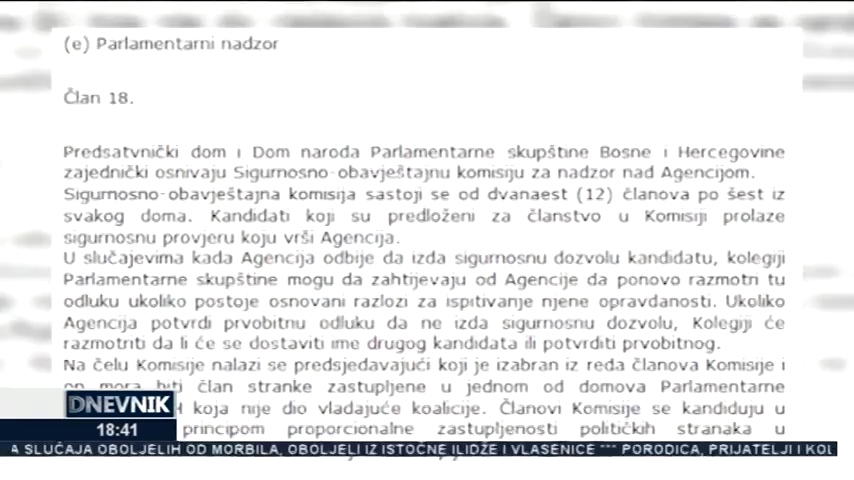 (e) Parlamentarni nadzor
Član 18.
Predsatvnički dom i Dom naroda Parlamentarne skupštine Bosne i Hercegovine
zajednički osnivaju Sigurnosno-obavještajnu komisiju za nadzor nad Agencijom.
Sigurnosno-obavještajna komisija sastoji se od dvanaest (12) članova po šest iz
svakog doma. Kandidati koji su predloženi za članstvo u Komisiji prolaze
sigurnosnu provjeru koju vrši Agencija.
U slučajevima kada Agencija odbije da izda sigurnosnu dozvolu kandidatu, kolegiji
Parlamentarne skupštine mogu da zahtijevaju od Agencije da ponovo razmotri tu
odluku ukoliko postoje osnovani razlozi za ispitivanje njene opravdanosti. Ukoliko
Agencija potvrdi prvobitnu odluku da ne izda sigurnosnu dozvolu, Kolegiji će
razmotriti da li će se dostaviti ime drugog kandidata ili potvrditi prvobitnog.
Na čelu Komisije nalazi se predsjedavajući koji je izabran iz reda članova Komisije i
on mora biti član stranke zastupljene u jednom od domova Parlamentarne
H koja nije dio vladajuće koalicije. Članovi Komisije se kandiduju u
principom proporcionalne zastupljenosti političkih stranaka u
DNEVNIK
18:41
A SLUČAJA OBOLJELIH OD MORBILA, OBOLJELI IZ ISTOČNE ILIDŽE I VLASENICE *** PORODICA, PRIJATELJI I KOL